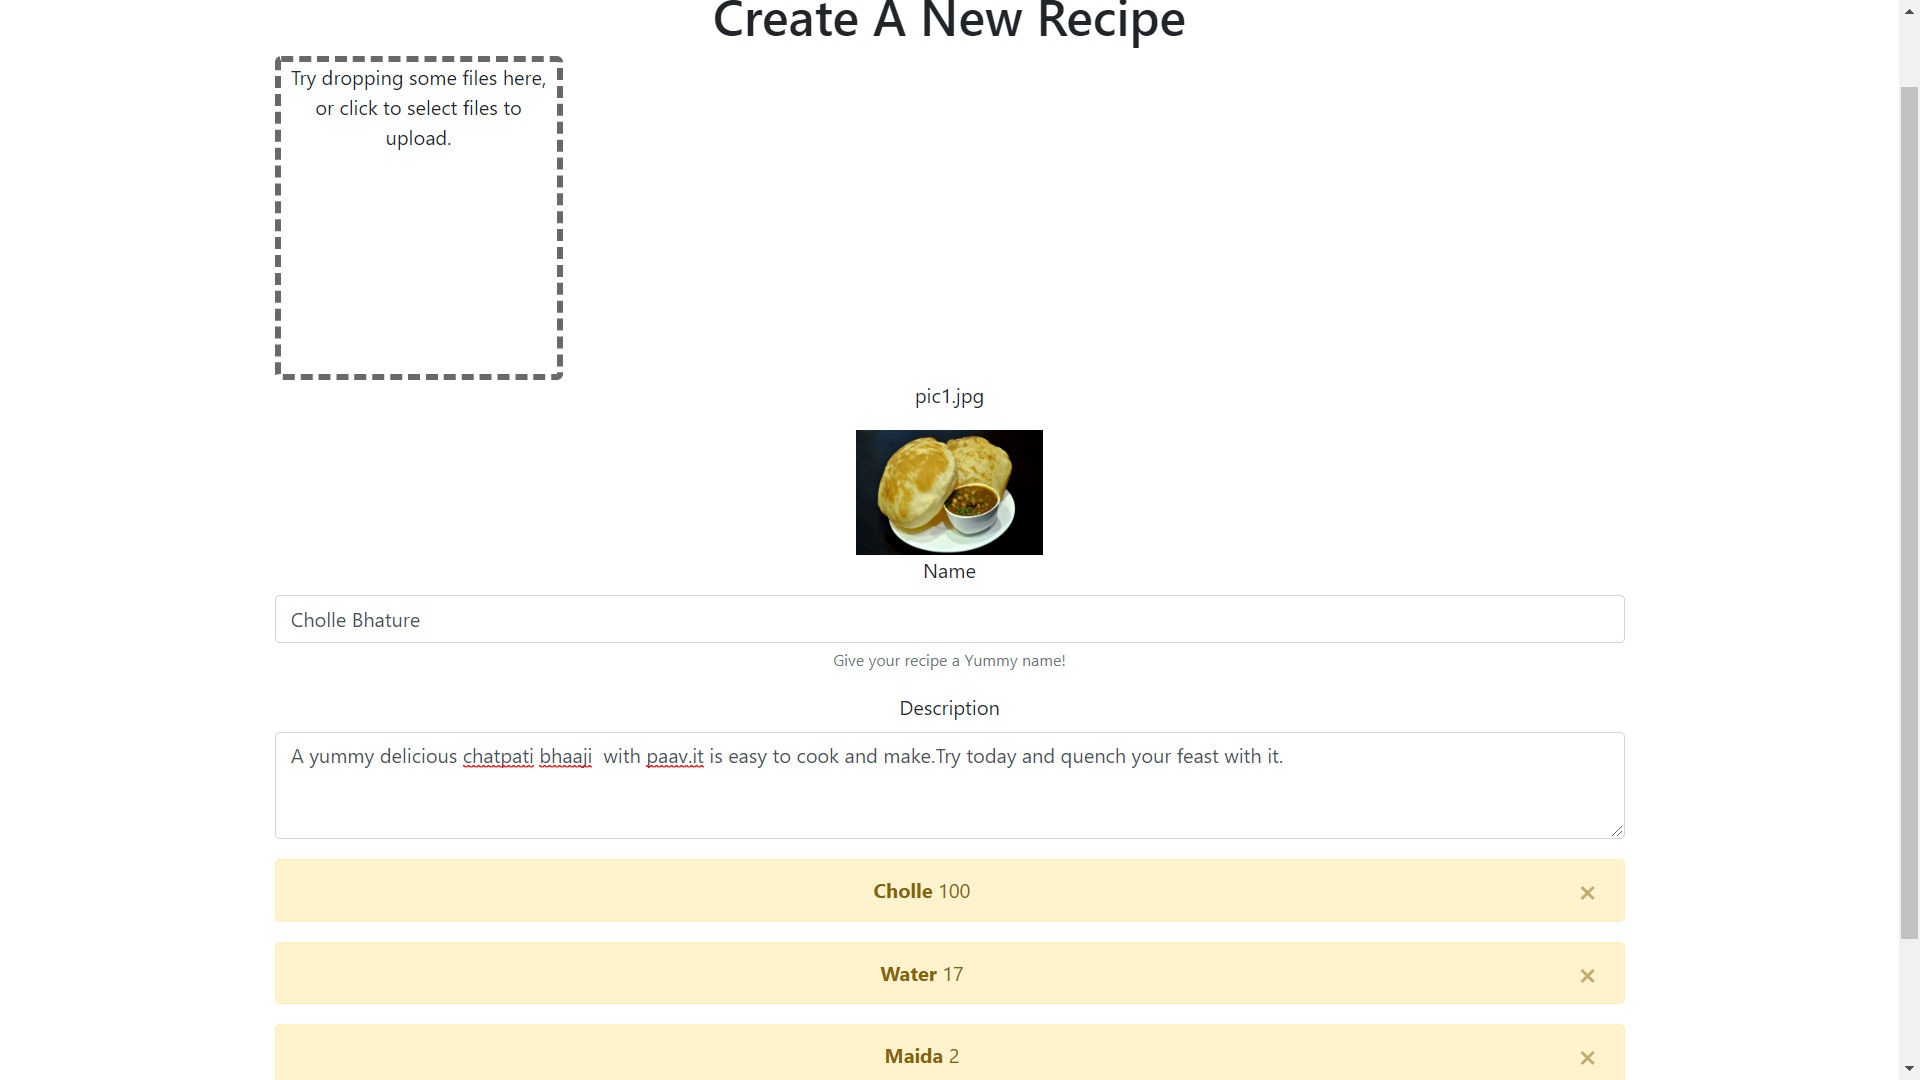 Create A New Recipe
Try dropping some files here,
or click to select files to
upload.
pic1.jpg
Name
Cholle Bhature
Give your recipe a Yummy name!
Description
A yummy delicious chatpati bhaaji  with paav.it is easy to cook and make.Try today and quench your feast with it.
Cholle 100 ×
Water 17 ×
Maida 2 ×